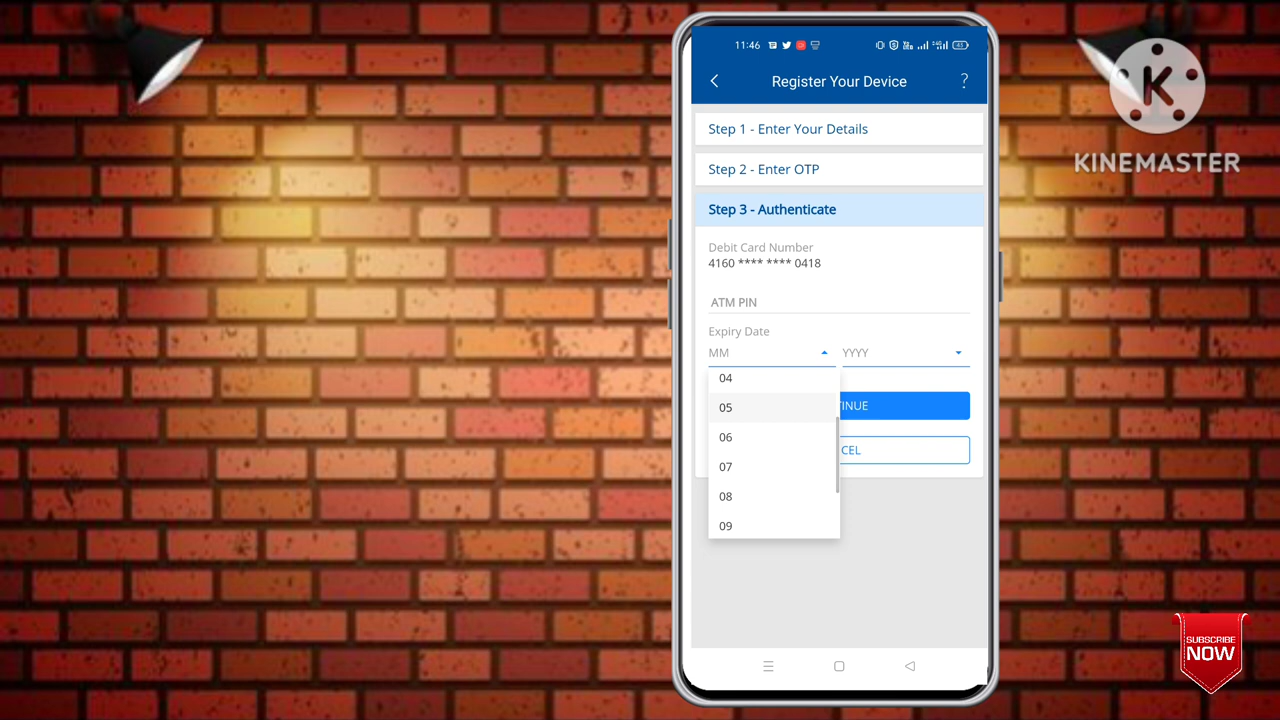 11:46
Register Your Device ?
Step 1 - Enter Your Details
Step 2 - Enter OTP
Step 3 - Authenticate
Debit Card Number
4160 **** **** 0418
ATM PIN
Expiry Date
MM YYYY
04
05
TINUE
06
CEL
07
08
09
K
KINEMASTER
SUBSCRIBE
NOW